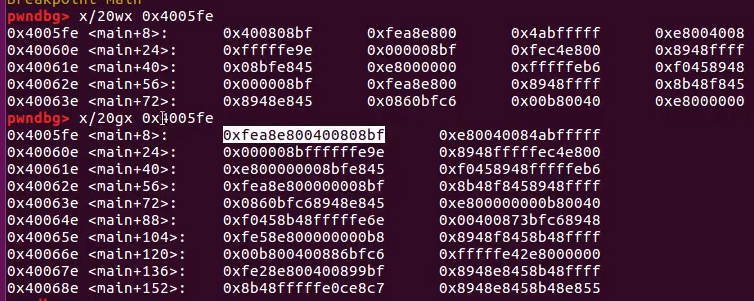 Breakpoint Main
pwndbg> x/20wx 0x4005fe
0x4005fe <main+8>: 0x400808bf 0xfea8e800 0x4abfffff 0xe8004008
0x40060e <main+24>: 0xfffffe9e 0x000008bf 0xfec4e800 0x8948ffff
0x40061e <main+40>: 0x08bfe845 0xe8000000 0xfffffeb6 0xf0458948
0x40062e <main+56>: 0x000008bf 0xfea8e800 0x8948ffff 0x8b48f845
0x40063e <main+72>: 0x8948e845 0x0860bfc6 0x00b80040 0xe8000000
pwndbg> x/20gx 0x4005fe
0x4005fe <main+8>: 0xfea8e800400808bf 0xe80040084abfffff
0x40060e <main+24>: 0x000008bffffffe9e 0x8948fffffec4e800
0x40061e <main+40>: 0xe800000008bfe845 0xf0458948fffffeb6
0x40062e <main+56>: 0xfea8e800000008bf 0x8b48f8458948ffff
0x40063e <main+72>: 0x0860bfc68948e845 0xe800000000b80040
0x40064e <main+88>: 0xf0458b48fffffe6e 0x00400873bfc68948
0x40065e <main+104>: 0xfe58e800000000b8 0x8948f8458b48ffff
0x40066e <main+120>: 0x00b800400886bfc6 0xfffffe42e8000000
0x40067e <main+136>: 0xfe28e800400899bf 0x8948e8458b48ffff
0x40068e <main+152>: 0x8b48fffffe0ce8c7 0x8948e8458b48e855